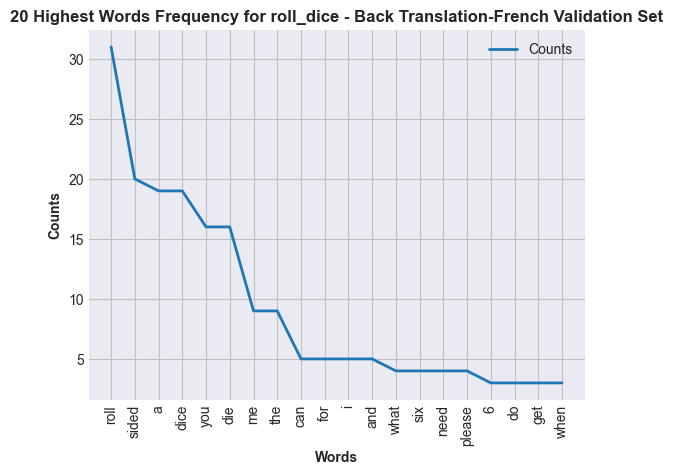 20 Highest Words Frequency for roll_dice - Back Translation-French Validation Set
Counts
30
25
20
15
10
5
Counts
roll
sided
a
dice
you
die
me
the
can
for
i
and
what
six
need
please
6
do
get
when
Words